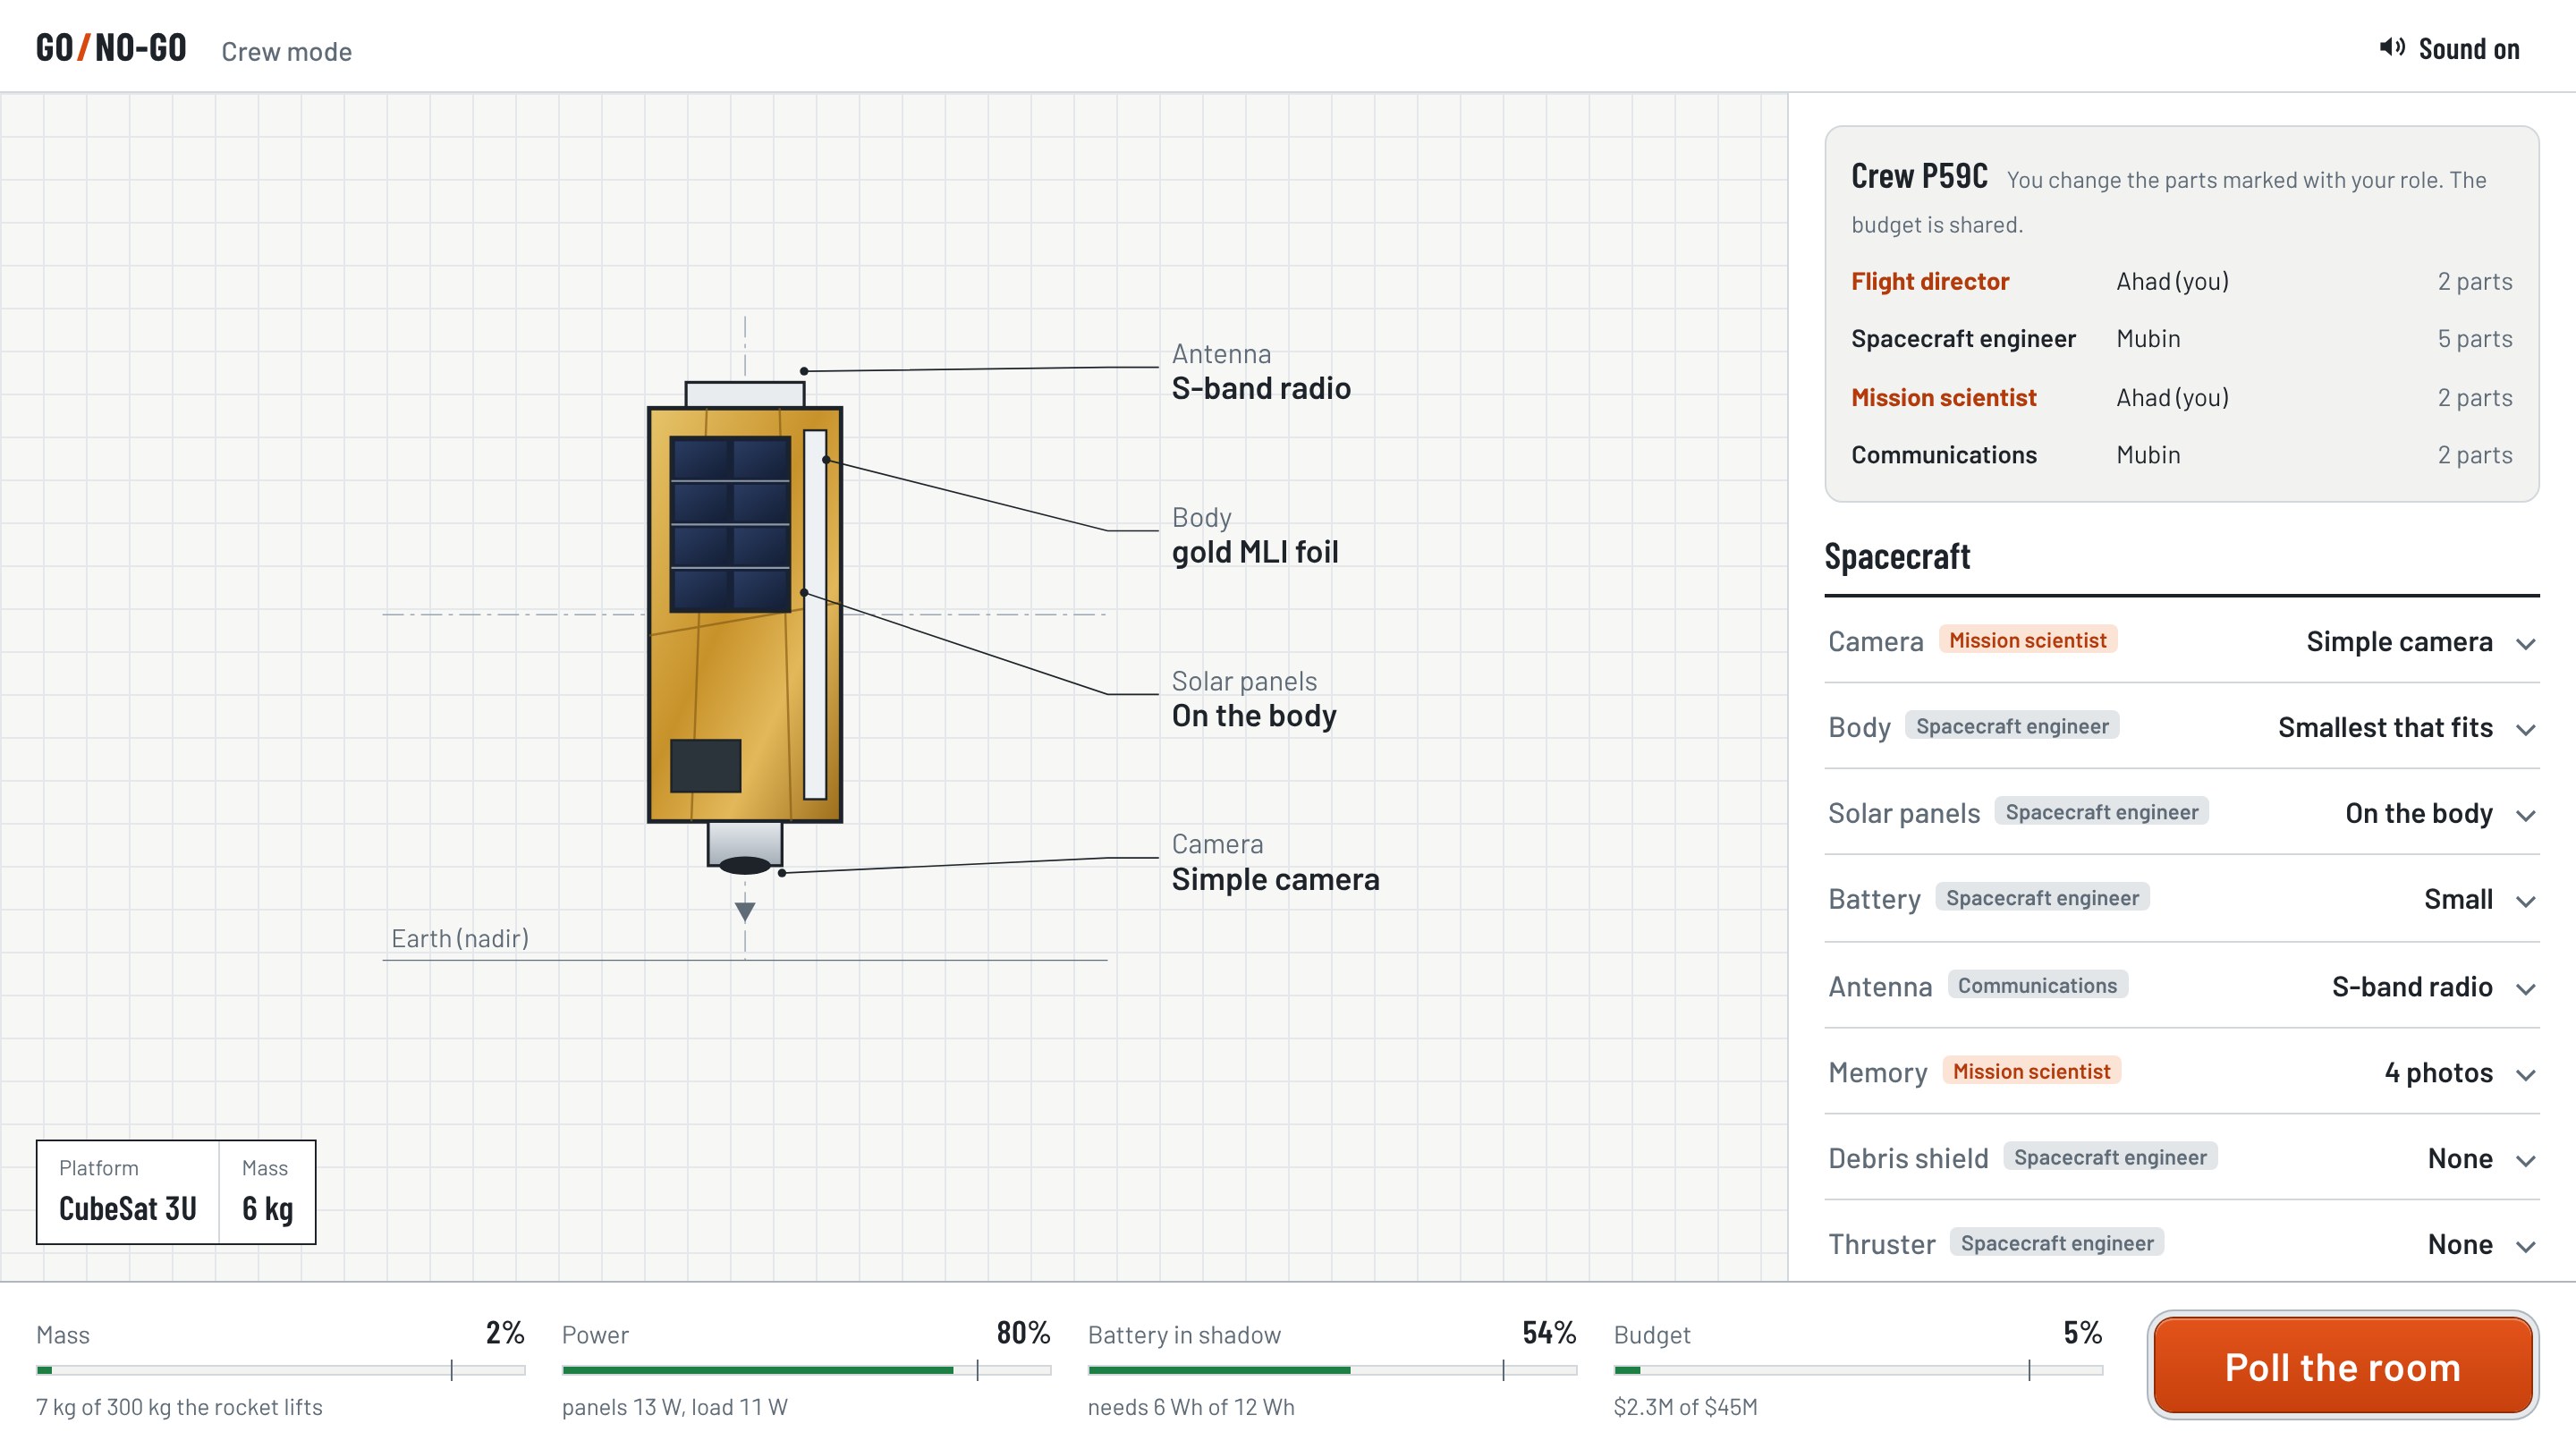 GO/NO-GO Crew mode
Sound on
Antenna
S-band radio
Body
gold MLI foil
Solar panels
On the body
Camera
Simple camera
Earth (nadir)
Platform
CubeSat 3U
Mass
6 kg
Crew P59C You change the parts marked with your role. The
budget is shared.
Flight director Ahad (you) 2 parts
Spacecraft engineer Mubin 5 parts
Mission scientist Ahad (you) 2 parts
Communications Mubin 2 parts
Spacecraft
Camera Mission scientist Simple camera
Body Spacecraft engineer Smallest that fits
Solar panels Spacecraft engineer On the body
Battery Spacecraft engineer Small
Antenna Communications S-band radio
Memory Mission scientist 4 photos
Debris shield Spacecraft engineer None
Thruster Spacecraft engineer None
Mass 2%
7 kg of 300 kg the rocket lifts
Power 80%
panels 13 W, load 11 W
Battery in shadow 54%
needs 6 Wh of 12 Wh
Budget 5%
$2.3M of $45M
Poll the room